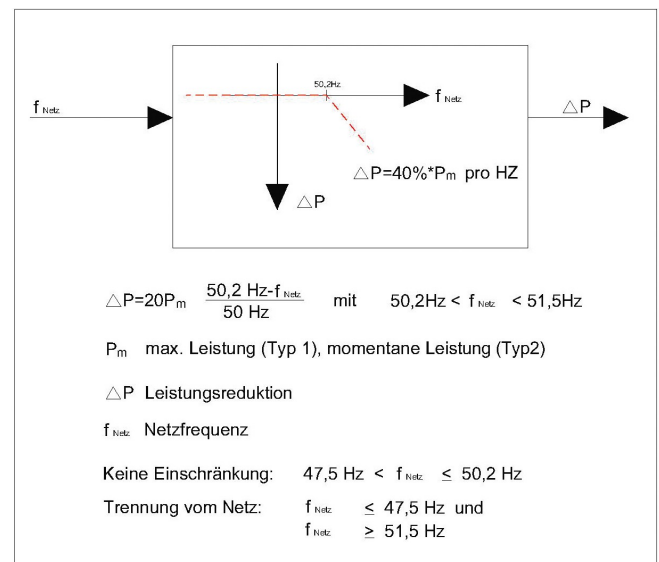 50,2Hz
f Netz
f Netz
△P
△P=40%*Pm pro HZ
△P
△P=20Pm 50,2 Hz-f Netz / 50 Hz mit 50,2Hz < f Netz < 51,5Hz
Pm max. Leistung (Typ 1), momentane Leistung (Typ2)
△P Leistungsreduktion
f Netz Netzfrequenz
Keine Einschränkung: 47,5 Hz < f Netz ≤ 50,2 Hz
Trennung vom Netz: f Netz ≤ 47,5 Hz und
f Netz ≥ 51,5 Hz